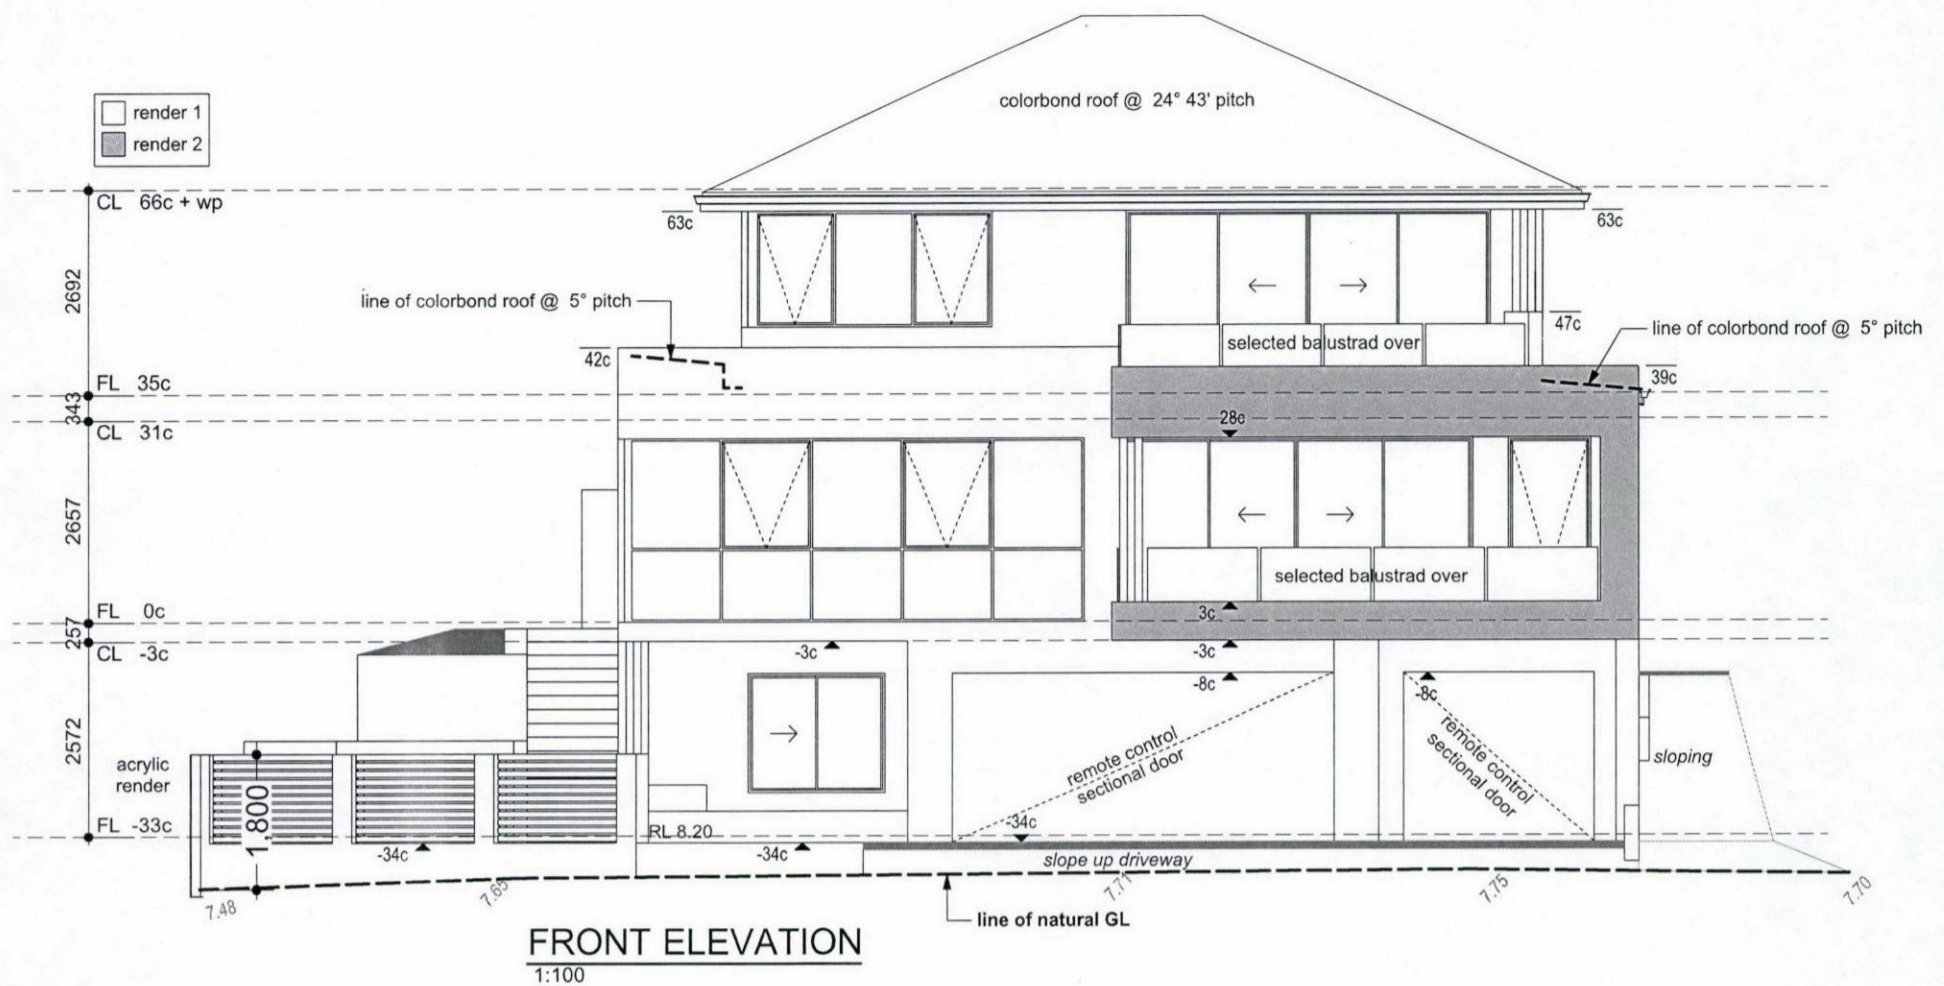 colorbond roof @ 24° 43' pitch
render 1
render 2
CL 66c + wp
63c
63c
2692
line of colorbond roof @ 5° pitch
47c
line of colorbond roof @ 5° pitch
selected balustrad over
42c
39c
FL 35c
343
28c
CL 31c
2657
selected balustrad over
FL 0c
3c
257
CL -3c
-3c
-3c
-8c
-8c
2572
remote control
sectional door
remote control
sectional door
sloping
acrylic
render
1,800
FL -33c
RL 8.20
-34c
-34c
-34c
slope up driveway
7.48
7.65
7.71
7.75
7.70
line of natural GL
FRONT ELEVATION
1:100